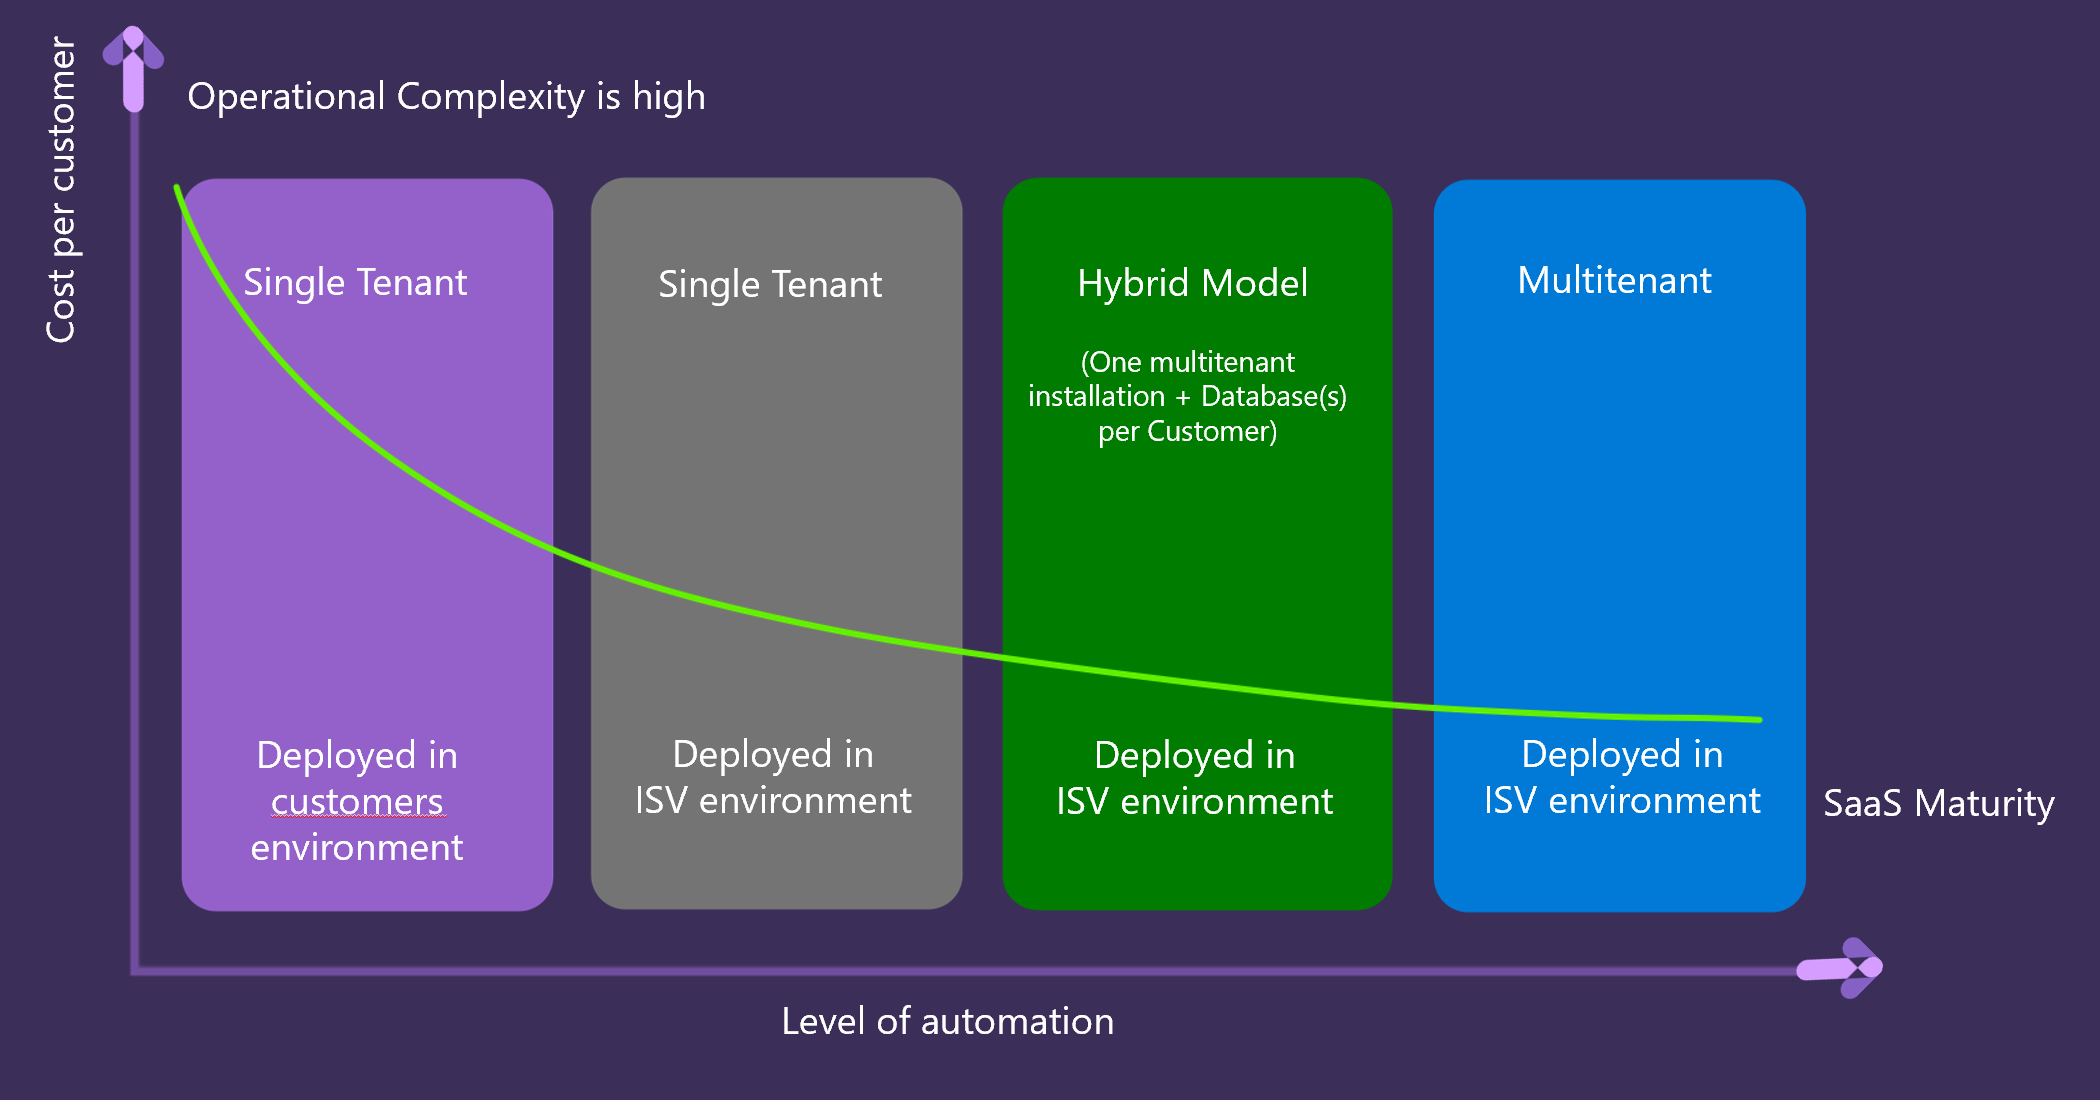 Cost per customer
Operational Complexity is high
Single Tenant
Deployed in
customers
environment
Single Tenant
Deployed in
ISV environment
Hybrid Model
(One multitenant
installation + Database(s)
per Customer)
Deployed in
ISV environment
Multitenant
Deployed in
ISV environment
SaaS Maturity
Level of automation